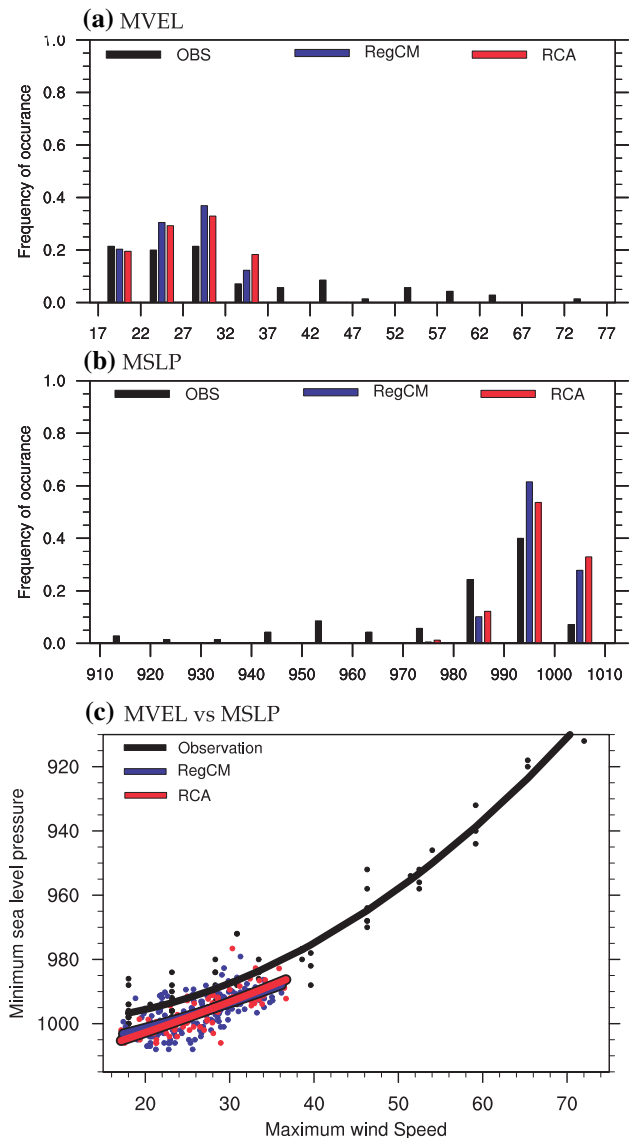 (a) MVEL
OBS RegCM RCA
Frequency of occurance
1.0
0.8
0.6
0.4
0.2
0.0
17 22 27 32 37 42 47 52 57 62 67 72 77
(b) MSLP
OBS RegCM RCA
Frequency of occurance
1.0
0.8
0.6
0.4
0.2
0.0
910 920 930 940 950 960 970 980 990 1000 1010
(c) MVEL vs MSLP
Observation
RegCM
RCA
Minimum sea level pressure
920
940
960
980
1000
20 30 40 50 60 70
Maximum wind Speed